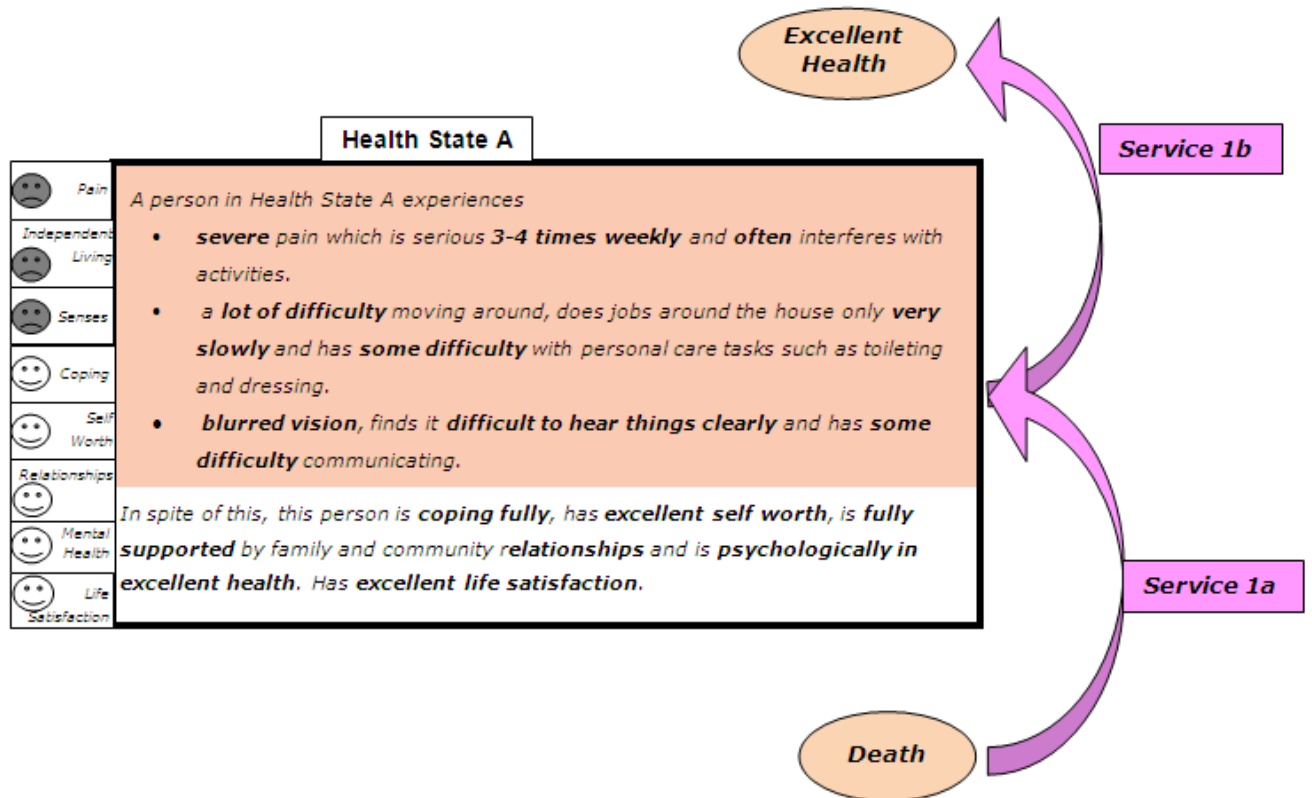 Excellent
Health
Service 1b
Health State A
Pain
Independent
Living
Senses
Coping
Self
Worth
Relationships
Mental
Health
Life
Satisfaction
A person in Health State A experiences
• severe pain which is serious 3-4 times weekly and often interferes with
activities.
• a lot of difficulty moving around, does jobs around the house only very
slowly and has some difficulty with personal care tasks such as toileting
and dressing.
• blurred vision, finds it difficult to hear things clearly and has some
difficulty communicating.
In spite of this, this person is coping fully, has excellent self worth, is fully
supported by family and community relationships and is psychologically in
excellent health. Has excellent life satisfaction.
Service 1a
Death